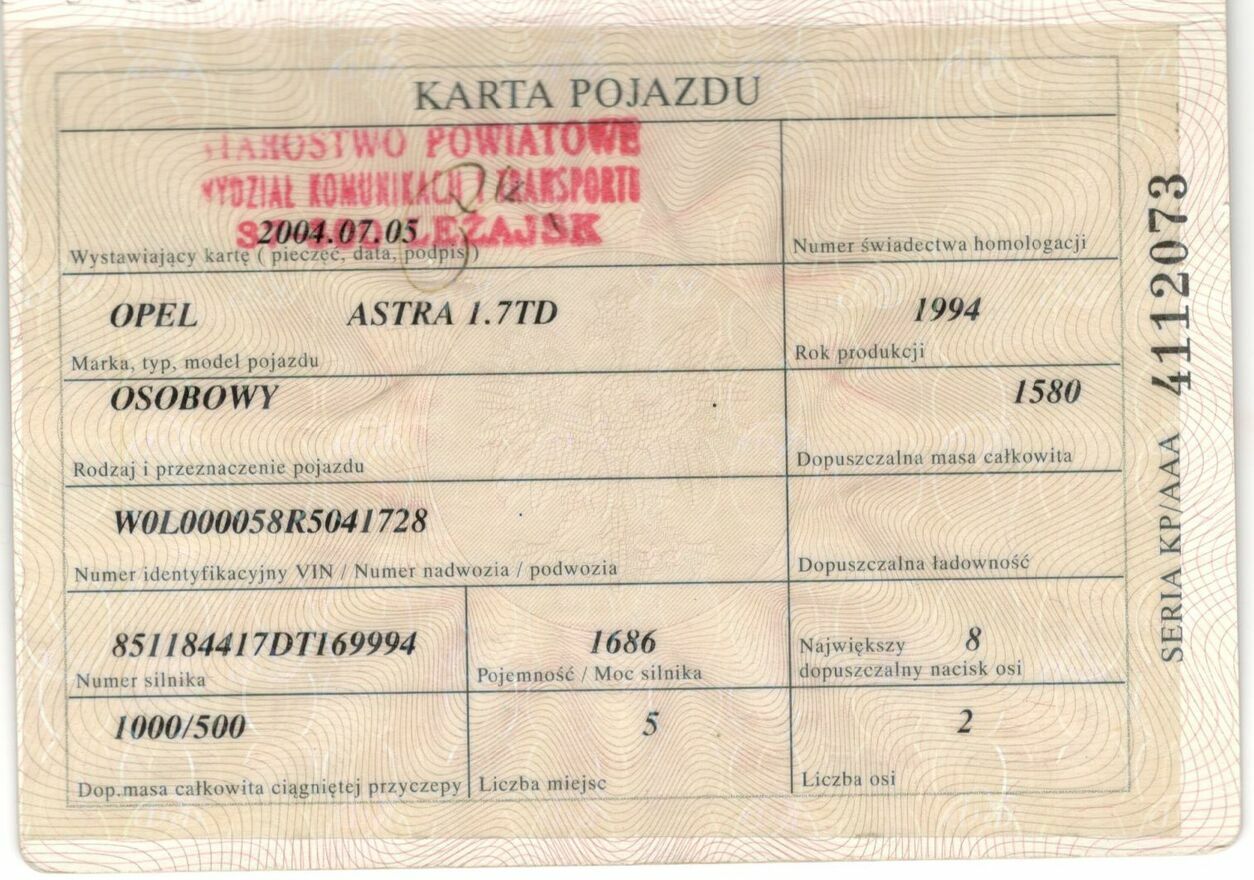 KARTA POJAZDU
STAROSTWO POWIATOWE
WYDZIAŁ KOMUNIKACJI I TRANSPORTU
LEŻAJSK
2004.07.05
Wystawiający kartę ( pieczęć, data, podpis )
Numer świadectwa homologacji
OPEL ASTRA 1.7TD
Marka, typ, model pojazdu
1994
Rok produkcji
OSOBOWY
Rodzaj i przeznaczenie pojazdu
1580
Dopuszczalna masa całkowita
W0L000058R5041728
Numer identyfikacyjny VIN / Numer nadwozia / podwozia
Dopuszczalna ładowność
851184417DT169994
Numer silnika
1686
Pojemność / Moc silnika
Największy 8
dopuszczalny nacisk osi
1000/500
Dop.masa całkowita ciągniętej przyczepy
5
Liczba miejsc
2
Liczba osi
SERIA KP/AAA 4112073